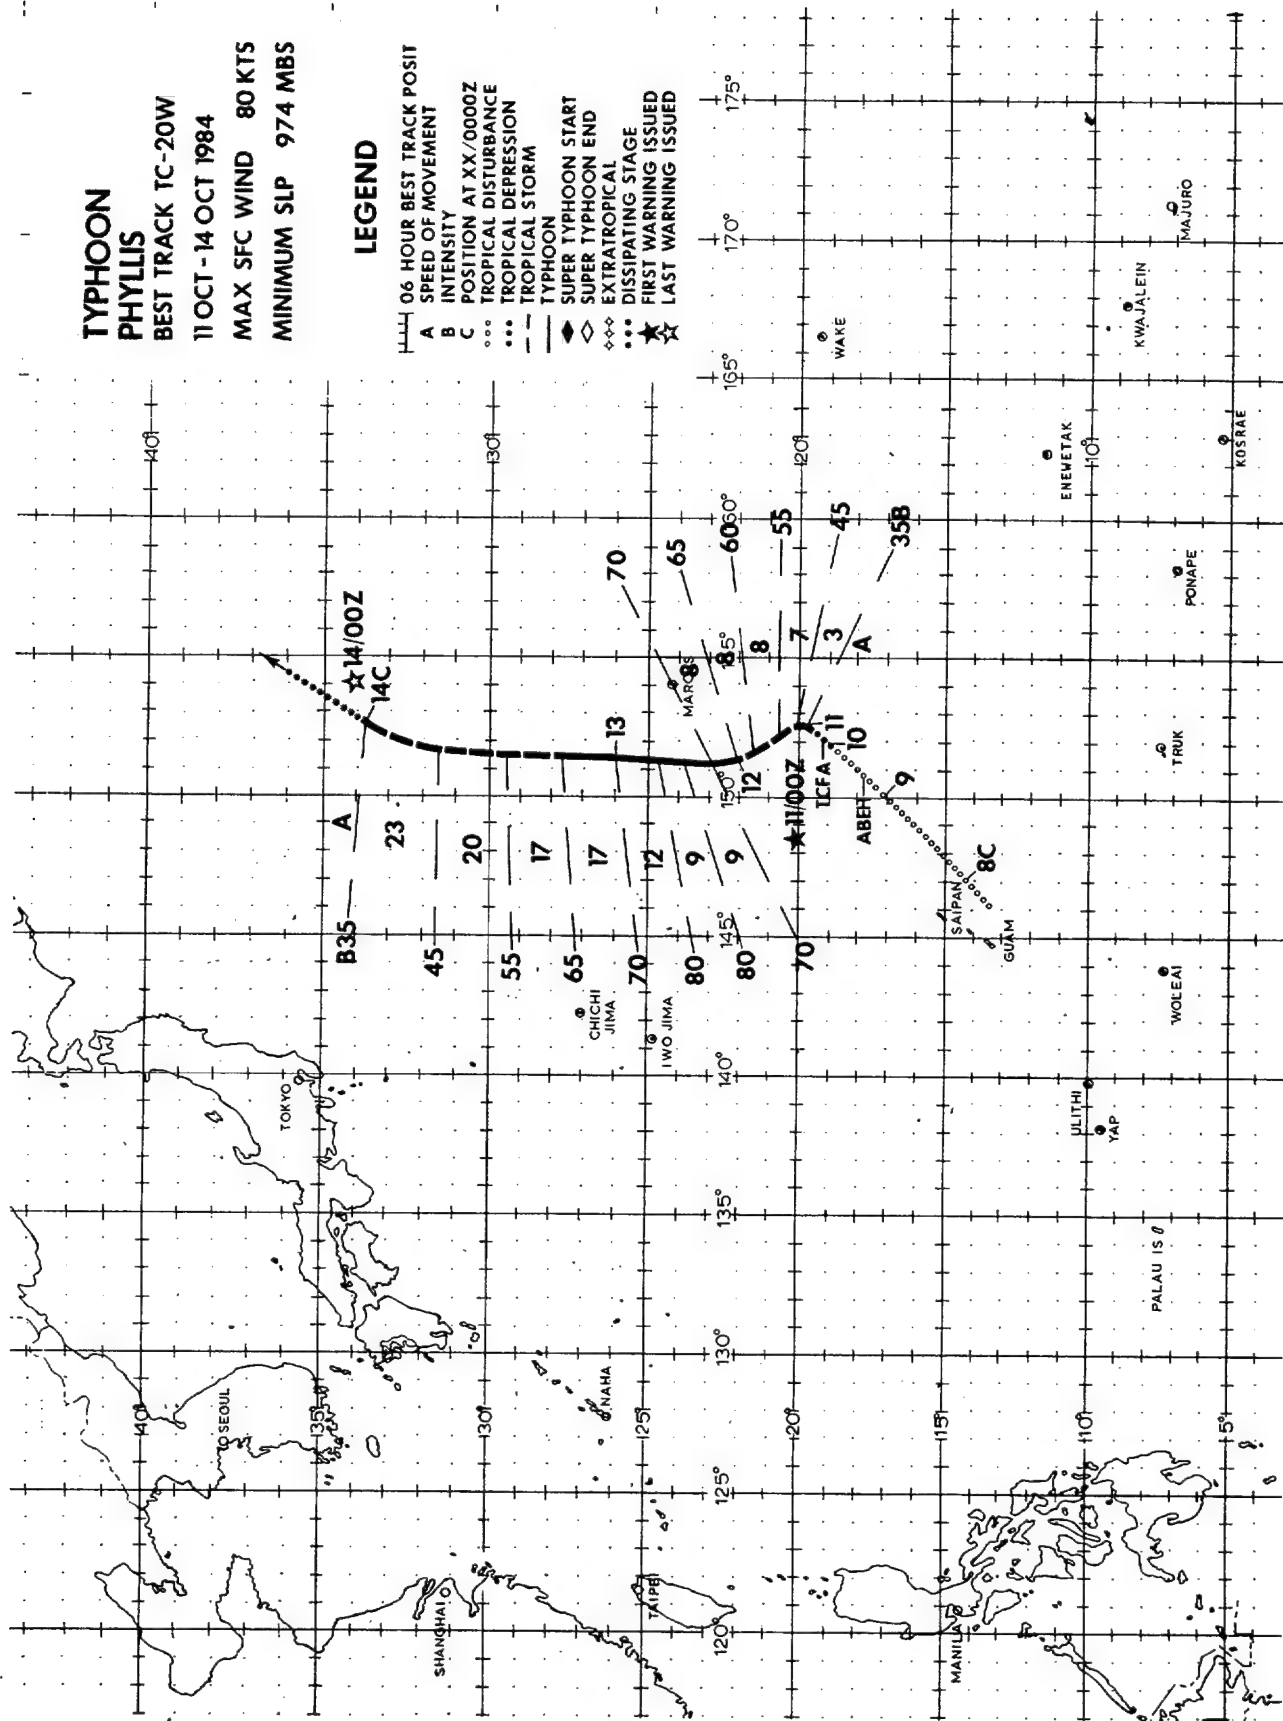 TYPHOON
PHYLLIS
BEST TRACK TC-20W
11 OCT - 14 OCT 1984
MAX SFC WIND 80 KTS
MINIMUM SLP 974 MBS
LEGEND
06 HOUR BEST TRACK POSIT
A SPEED OF MOVEMENT
B INTENSITY
C POSITION AT XX/0000Z
TROPICAL DISTURBANCE
TROPICAL DEPRESSION
TROPICAL STORM
TYPHOON
SUPER TYPHOON START
SUPER TYPHOON END
EXTRATROPICAL
DISSIPATING STAGE
FIRST WARNING ISSUED
LAST WARNING ISSUED
40°
30°
20°
10°
175°
170°
165°
160°
155°
150°
145°
140°
135°
130°
125°
120°
40°
35°
30°
25°
20°
15°
10°
5°
14/00Z
14C
13
12
11/00Z
TCFA
11
10
ABEH
9
8C
B35
45
55
65
70
80
80
70
A
23
20
17
17
12
9
9
70
65
60
55
45
35B
8
8
8
7
3
A
MARCUS
WAKE
MAJURO
KWAJALEIN
ENEWETAK
KOSRAE
PONAPE
TRUK
SAIPAN
GUAM
WOLEAI
CHICHI
JIMA
IWO JIMA
ULITHI
YAP
PALAU IS
TOKYO
SEOUL
NAHA
SHANGHAI
TAIPEI
MANILA